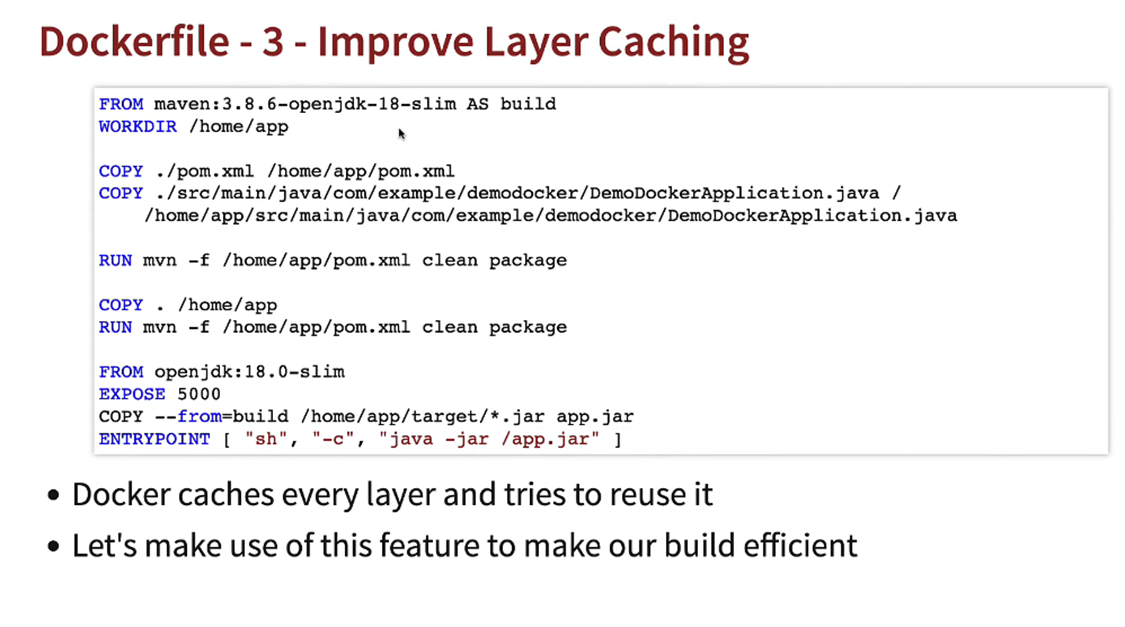 Dockerfile - 3 - Improve Layer Caching
FROM maven:3.8.6-openjdk-18-slim AS build
WORKDIR /home/app
COPY ./pom.xml /home/app/pom.xml
COPY ./src/main/java/com/example/demodocker/DemoDockerApplication.java /
/home/app/src/main/java/com/example/demodocker/DemoDockerApplication.java
RUN mvn -f /home/app/pom.xml clean package
COPY . /home/app
RUN mvn -f /home/app/pom.xml clean package
FROM openjdk:18.0-slim
EXPOSE 5000
COPY --from=build /home/app/target/*.jar app.jar
ENTRYPOINT [ "sh", "-c", "java -jar /app.jar" ]
• Docker caches every layer and tries to reuse it
• Let's make use of this feature to make our build efficient